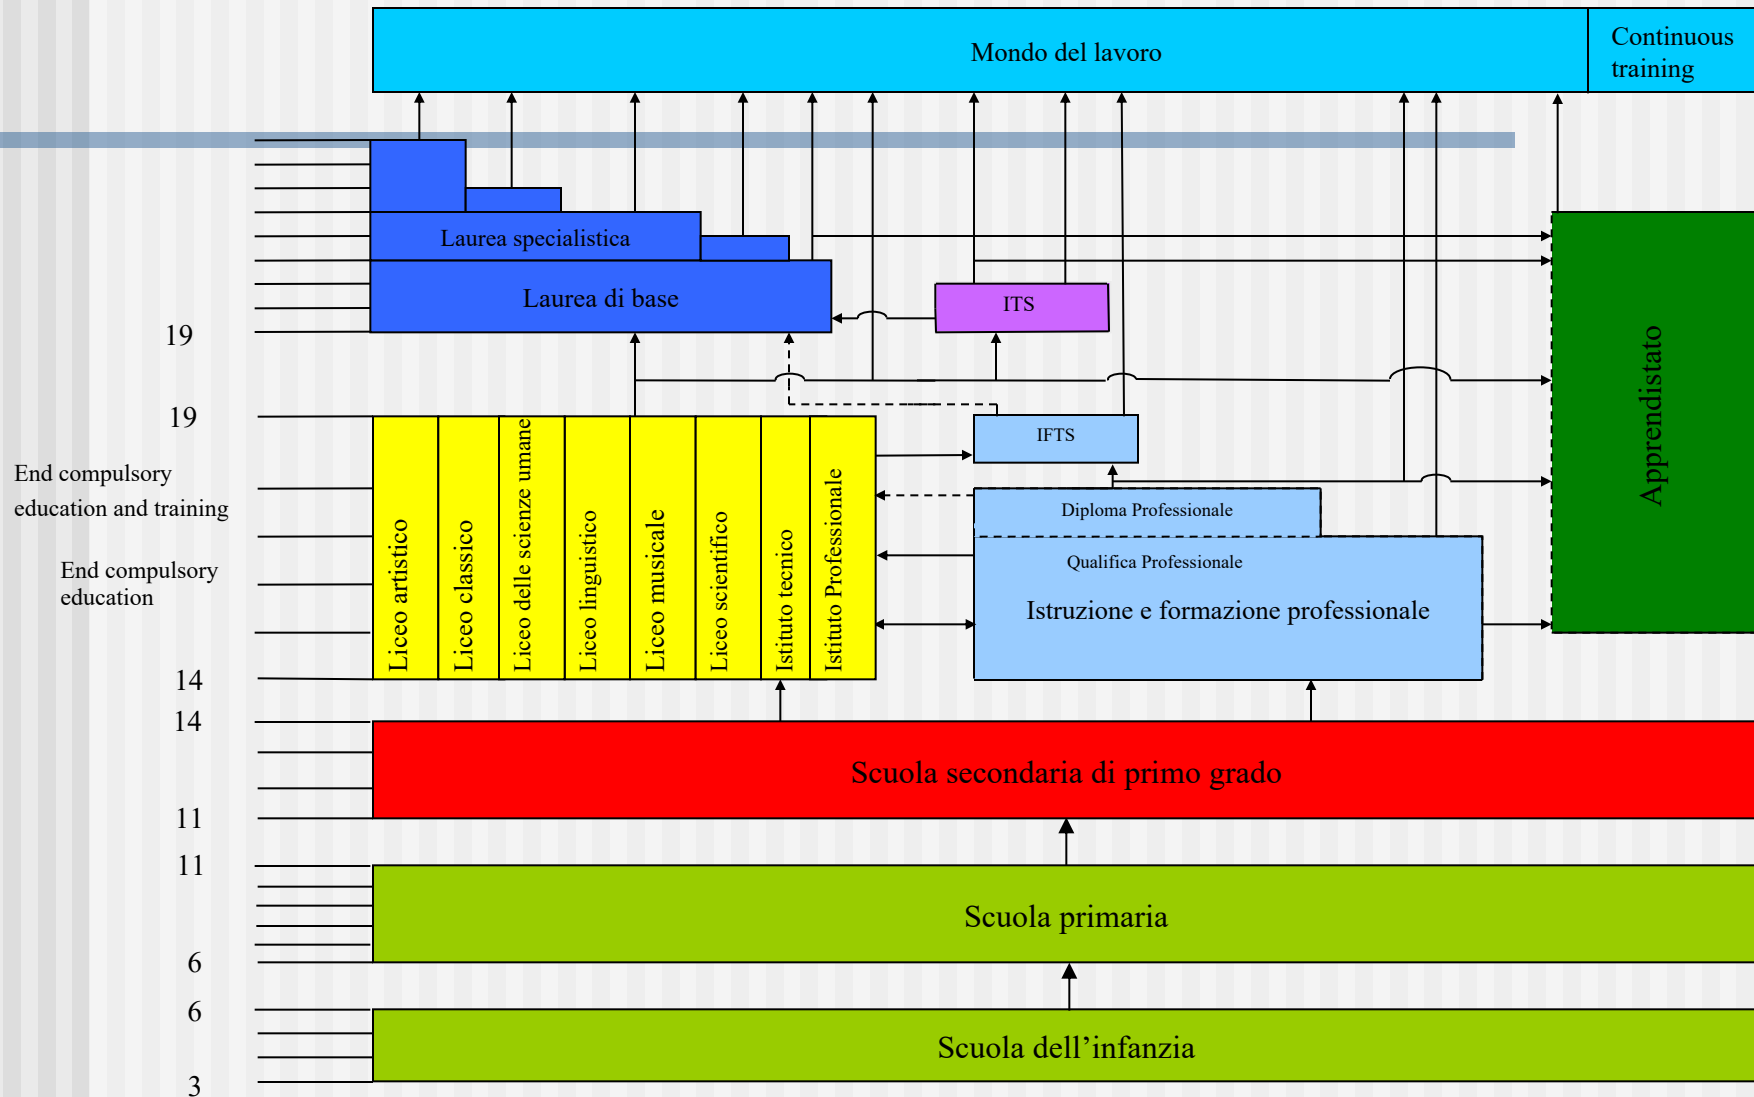 Mondo del lavoro
Continuous
training
Laurea specialistica
Laurea di base
ITS
19
Apprendistato
19
IFTS
End compulsory
education and training
End compulsory
education
Liceo artistico
Liceo classico
Liceo delle scienze umane
Liceo linguistico
Liceo musicale
Liceo scientifico
Istituto tecnico
Istituto Professionale
Diploma Professionale
Qualifica Professionale
Istruzione e formazione professionale
14
14
Scuola secondaria di primo grado
11
11
Scuola primaria
6
6
Scuola dell’infanzia
3